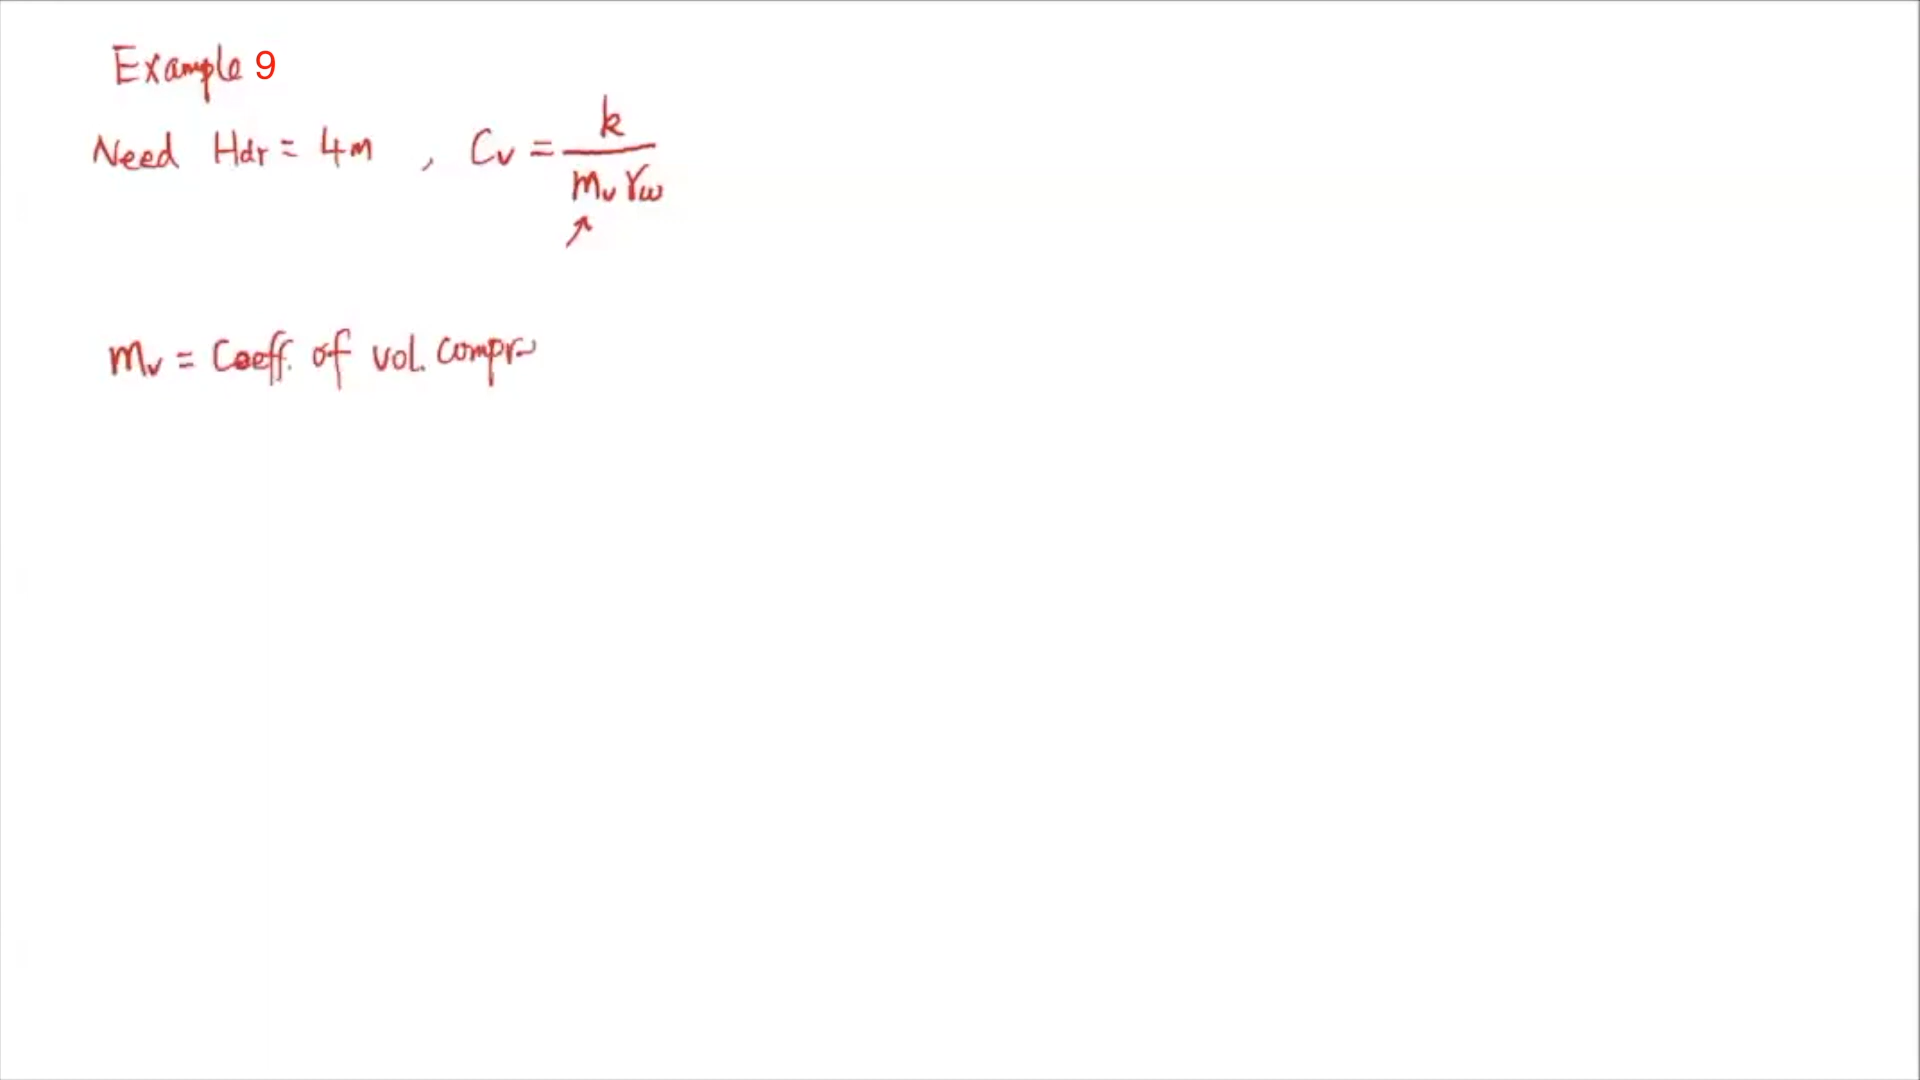 Example 9
Need Hdr = 4m , Cv = k / mv γw
mv = Coeff. of vol. compr